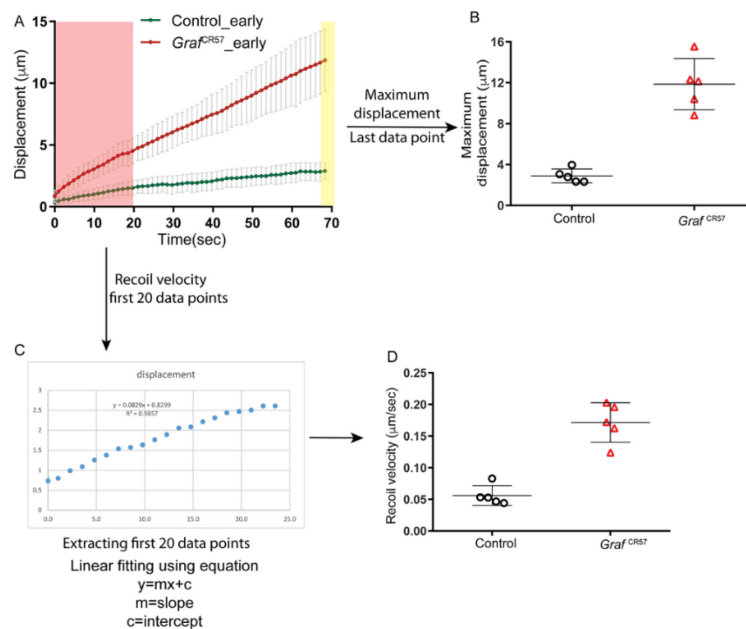 A
Displacement (μm)
15
10
5
0
0 10 20 30 40 50 60 70
Time(sec)
Control_early
Graf^CR57_early
Maximum
displacement
Last data point
B
Maximum
displacement (μm)
16
12
8
4
0
Control
Graf ^CR57
Recoil velocity
first 20 data points
C
displacement
y = 0.0829x + 0.8299
R² = 0.9857
3
2.5
2
1.5
1
0.5
0
0.0 5.0 10.0 15.0 20.0 25.0
Extracting first 20 data points
Linear fitting using equation
y=mx+c
m=slope
c=intercept
D
Recoil velocity (μm/sec)
0.25
0.20
0.15
0.10
0.05
0.00
Control
Graf ^CR57